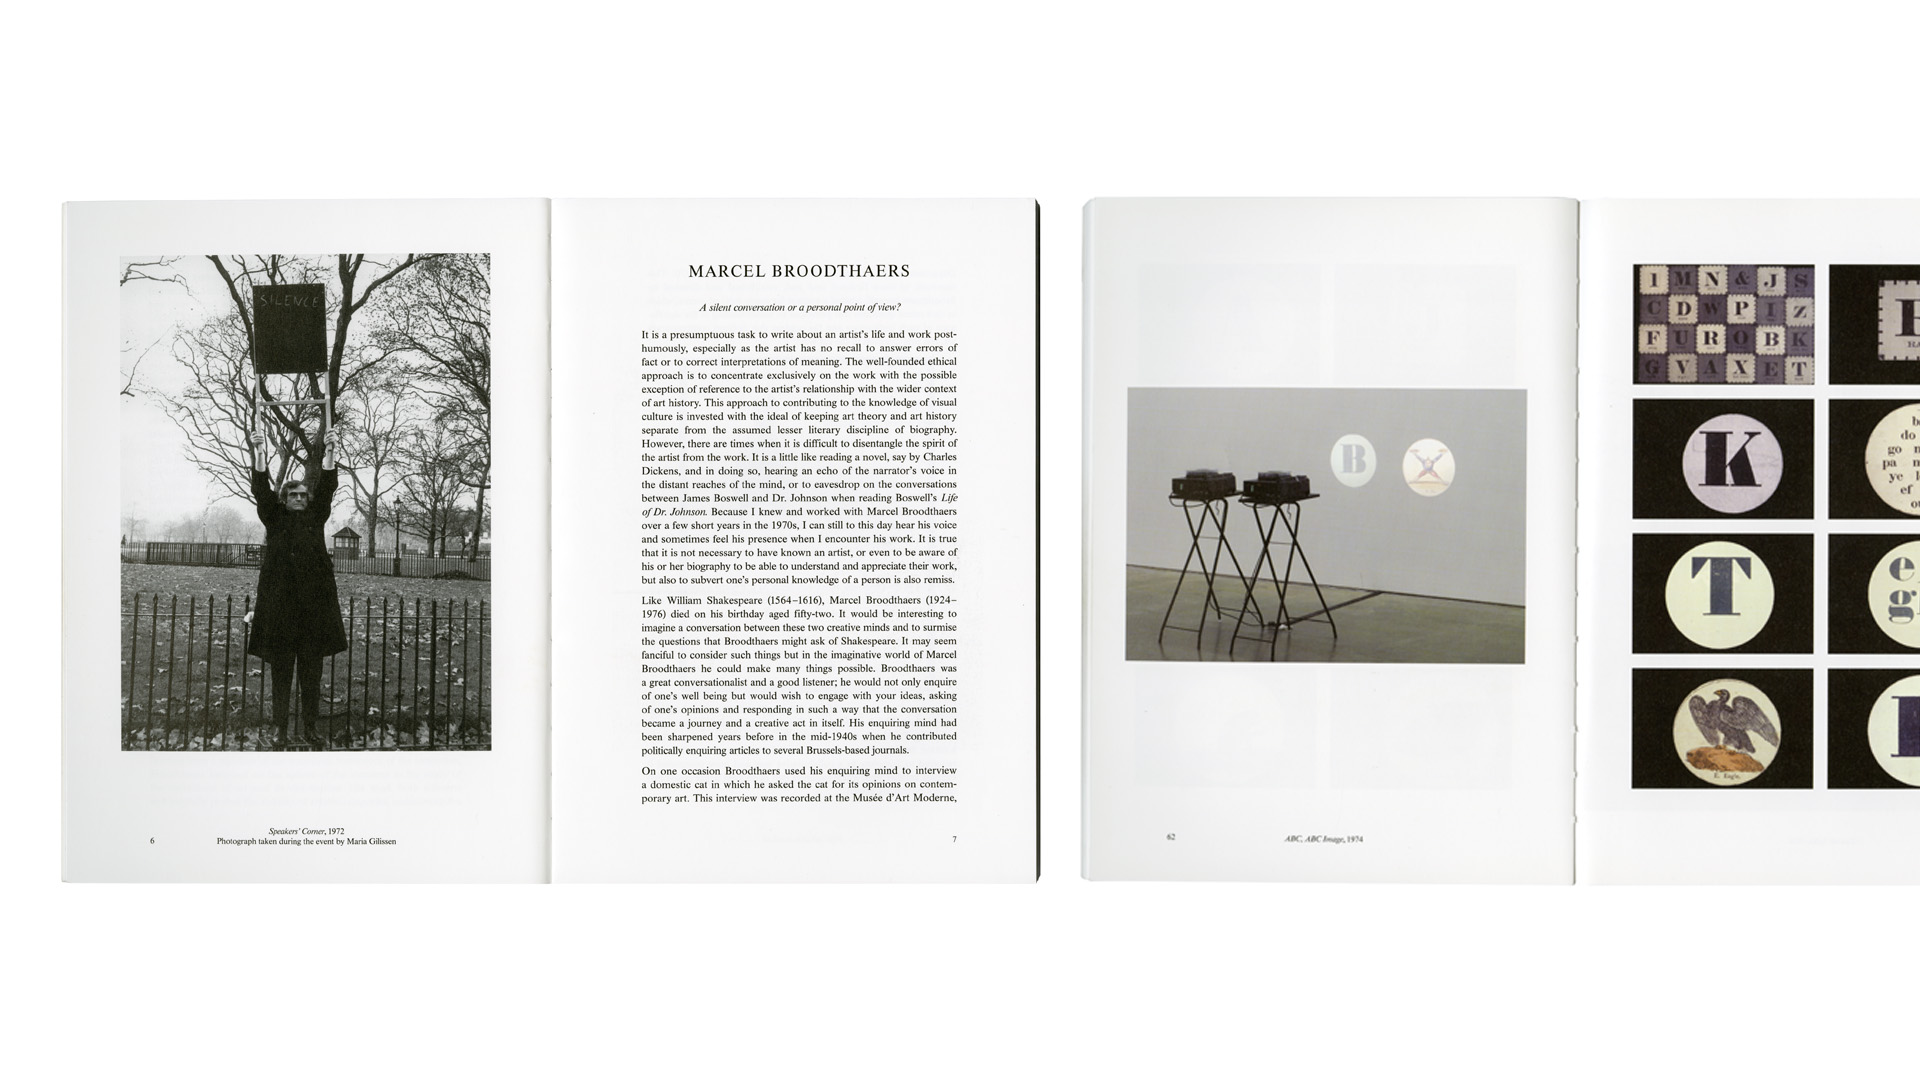 SILENCE
Speakers' Corner, 1972
6
Photograph taken during the event by Maria Gilissen
MARCEL BROODTHAERS
A silent conversation or a personal point of view?
It is a presumptuous task to write about an artist's life and work post-
humously, especially as the artist has no recall to answer errors of
fact or to correct interpretations of meaning. The well-founded ethical
approach is to concentrate exclusively on the work with the possible
exception of reference to the artist's relationship with the wider context
of art history. This approach to contributing to the knowledge of visual
culture is invested with the ideal of keeping art theory and art history
separate from the assumed lesser literary discipline of biography.
However, there are times when it is difficult to disentangle the spirit of
the artist from the work. It is a little like reading a novel, say by Charles
Dickens, and in doing so, hearing an echo of the narrator's voice in
the distant reaches of the mind, or to eavesdrop on the conversations
between James Boswell and Dr. Johnson when reading Boswell's Life
of Dr. Johnson. Because I knew and worked with Marcel Broodthaers
over a few short years in the 1970s, I can still to this day hear his voice
and sometimes feel his presence when I encounter his work. It is true
that it is not necessary to have known an artist, or even to be aware of
his or her biography to be able to understand and appreciate their work,
but also to subvert one's personal knowledge of a person is also remiss.
Like William Shakespeare (1564–1616), Marcel Broodthaers (1924–
1976) died on his birthday aged fifty-two. It would be interesting to
imagine a conversation between these two creative minds and to surmise
the questions that Broodthaers might ask of Shakespeare. It may seem
fanciful to consider such things but in the imaginative world of Marcel
Broodthaers he could make many things possible. Broodthaers was
a great conversationalist and a good listener; he would not only enquire
of one's well being but would wish to engage with your ideas, asking
of one's opinions and responding in such a way that the conversation
became a journey and a creative act in itself. His enquiring mind had
been sharpened years before in the mid-1940s when he contributed
politically enquiring articles to several Brussels-based journals.
On one occasion Broodthaers used his enquiring mind to interview
a domestic cat in which he asked the cat for its opinions on contem-
porary art. This interview was recorded at the Musée d'Art Moderne,
7
B
62
ABC, ABC Image, 1974
I M N & J S
C D W P I Z
F U R O B K
G V A X E T
K
do
go
pa
ye
ef
T
e
g
E. Eagle.